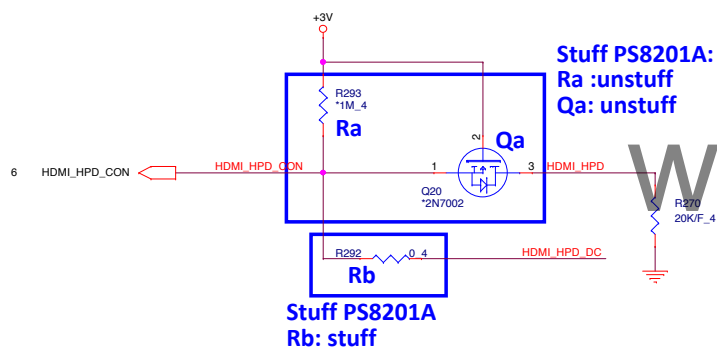 +3V
Stuff PS8201A:
Ra :unstuff
Qa: unstuff
R293
*1M_4
Ra
Qa
2
6 HDMI_HPD_CON
HDMI_HPD_CON
1
3
HDMI_HPD
Q20
*2N7002
W
R270
20K/F_4
R292
0_4
HDMI_HPD_DC
Rb
Stuff PS8201A
Rb: stuff